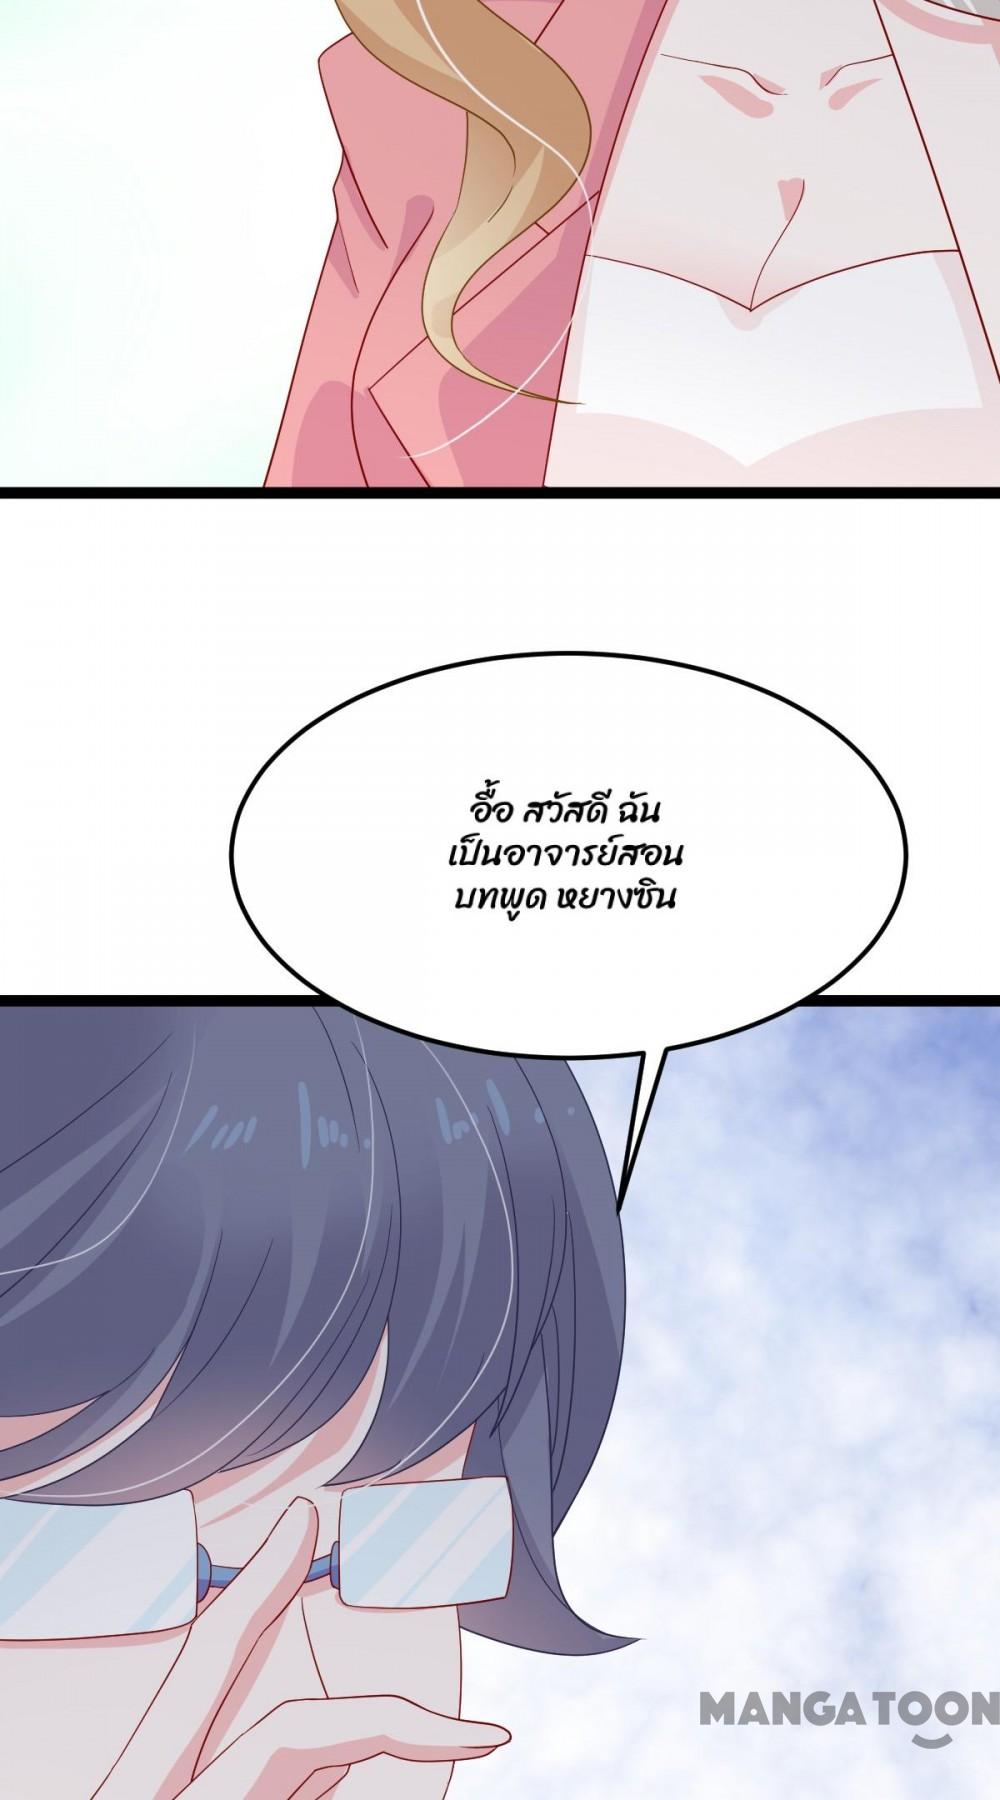 อื้อ สวัสดี ฉัน
เป็นอาจารย์สอน
บทพูด หยางซิน
MANGATOON